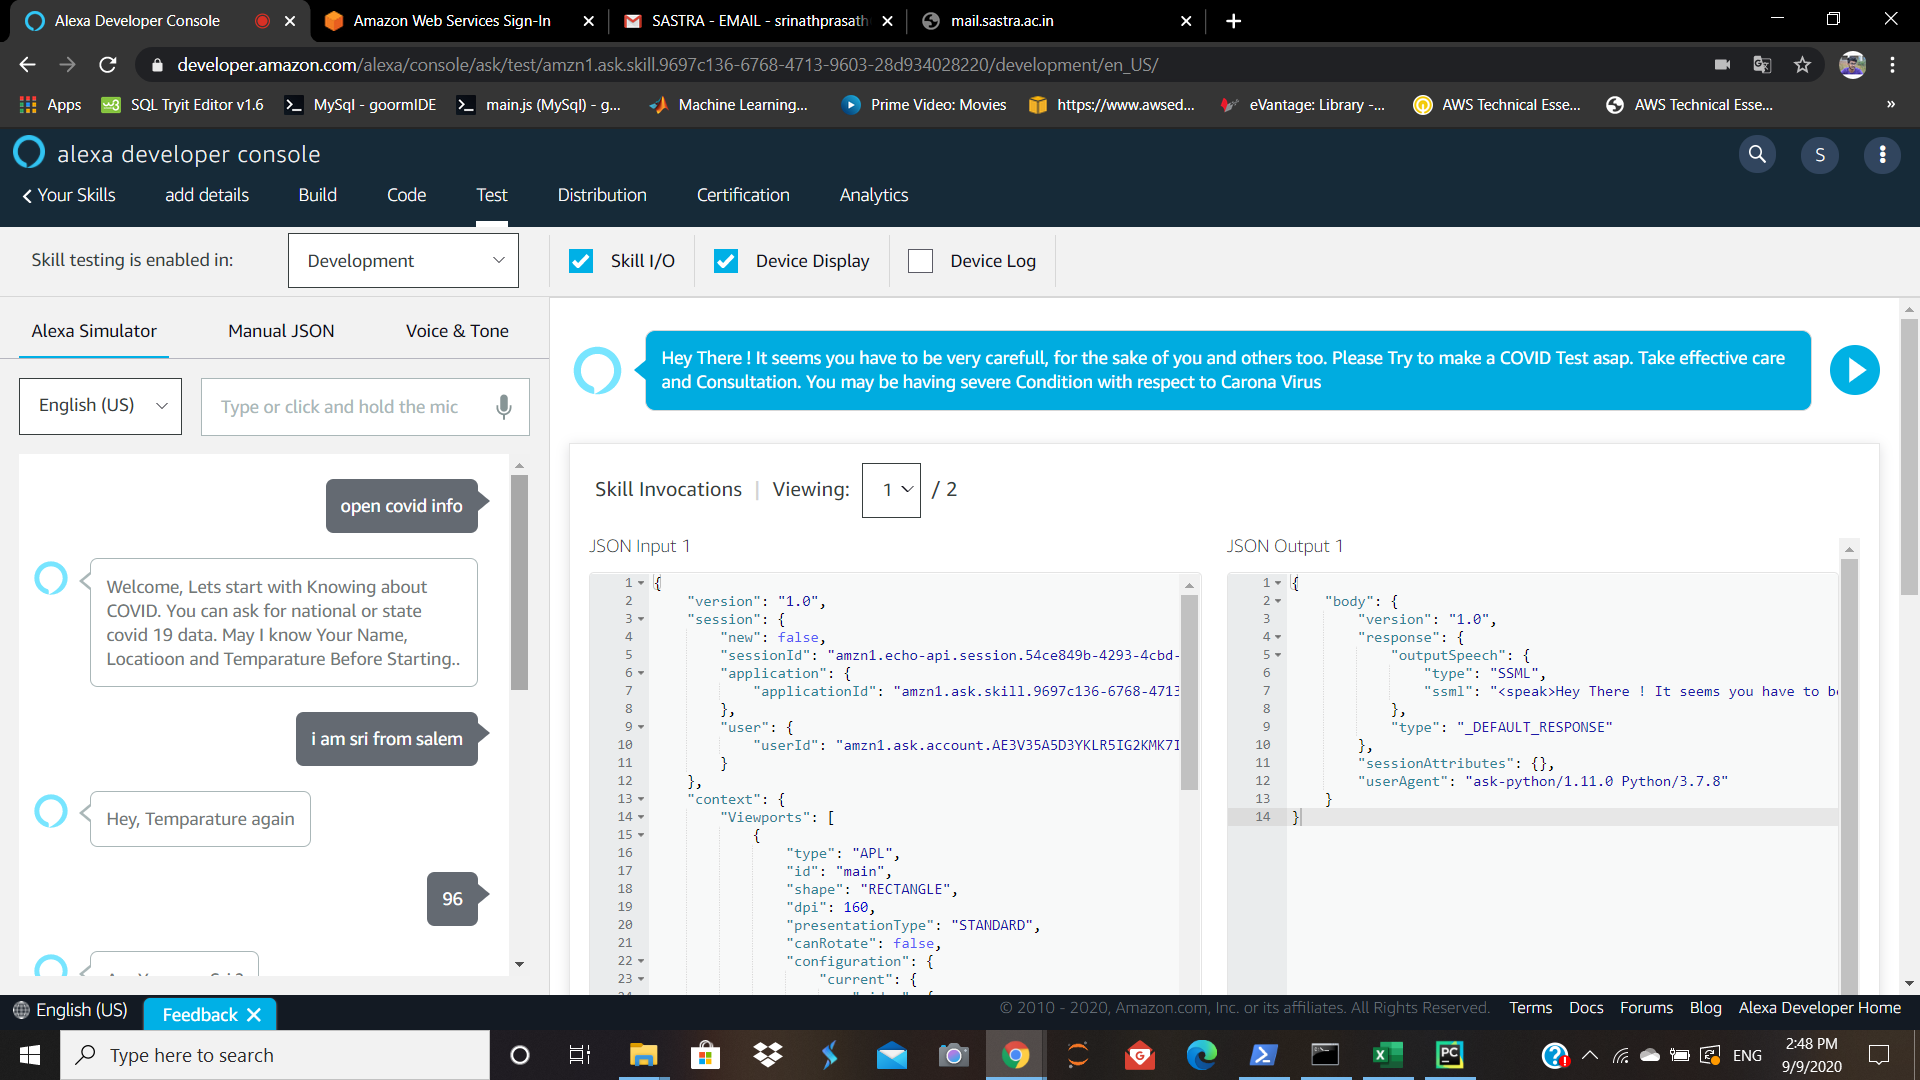 Alexa Developer Console
Amazon Web Services Sign-In
SASTRA - EMAIL - srinathprasath
mail.sastra.ac.in
developer.amazon.com/alexa/console/ask/test/amzn1.ask.skill.9697c136-6768-4713-9603-28d934028220/development/en_US/
Apps
SQL Tryit Editor v1.6
MySql - goormIDE
main.js (MySql) - g...
Machine Learning...
Prime Video: Movies
https://www.awsed...
eVantage: Library -...
AWS Technical Esse...
AWS Technical Esse...
»
alexa developer console
S
Your Skills
add details
Build
Code
Test
Distribution
Certification
Analytics
Skill testing is enabled in:
Development
Skill I/O
Device Display
Device Log
Alexa Simulator
Manual JSON
Voice & Tone
English (US)
Type or click and hold the mic
open covid info
Welcome, Lets start with Knowing about
COVID. You can ask for national or state
covid 19 data. May I know Your Name,
Locatioon and Temparature Before Starting..
i am sri from salem
Hey, Temparature again
96
Hey There ! It seems you have to be very carefull, for the sake of you and others too. Please Try to make a COVID Test asap. Take effective care
and Consultation. You may be having severe Condition with respect to Carona Virus
Skill Invocations | Viewing: 1 / 2
JSON Input 1
1 {
2 "version": "1.0",
3 "session": {
4 "new": false,
5 "sessionId": "amzn1.echo-api.session.54ce849b-4293-4cbd-
6 "application": {
7 "applicationId": "amzn1.ask.skill.9697c136-6768-4713
8 },
9 "user": {
10 "userId": "amzn1.ask.account.AE3V35A5D3YKLR5IG2KMK7I
11 }
12 },
13 "context": {
14 "Viewports": [
15 {
16 "type": "APL",
17 "id": "main",
18 "shape": "RECTANGLE",
19 "dpi": 160,
20 "presentationType": "STANDARD",
21 "canRotate": false,
22 "configuration": {
23 "current": {
JSON Output 1
1 {
2 "body": {
3 "version": "1.0",
4 "response": {
5 "outputSpeech": {
6 "type": "SSML",
7 "ssml": "<speak>Hey There ! It seems you have to be
8 },
9 "type": "_DEFAULT_RESPONSE"
10 },
11 "sessionAttributes": {},
12 "userAgent": "ask-python/1.11.0 Python/3.7.8"
13 }
14 }
English (US)
Feedback
© 2010 - 2020, Amazon.com, Inc. or its affiliates. All Rights Reserved.
Terms
Docs
Forums
Blog
Alexa Developer Home
Type here to search
ENG
2:48 PM
9/9/2020